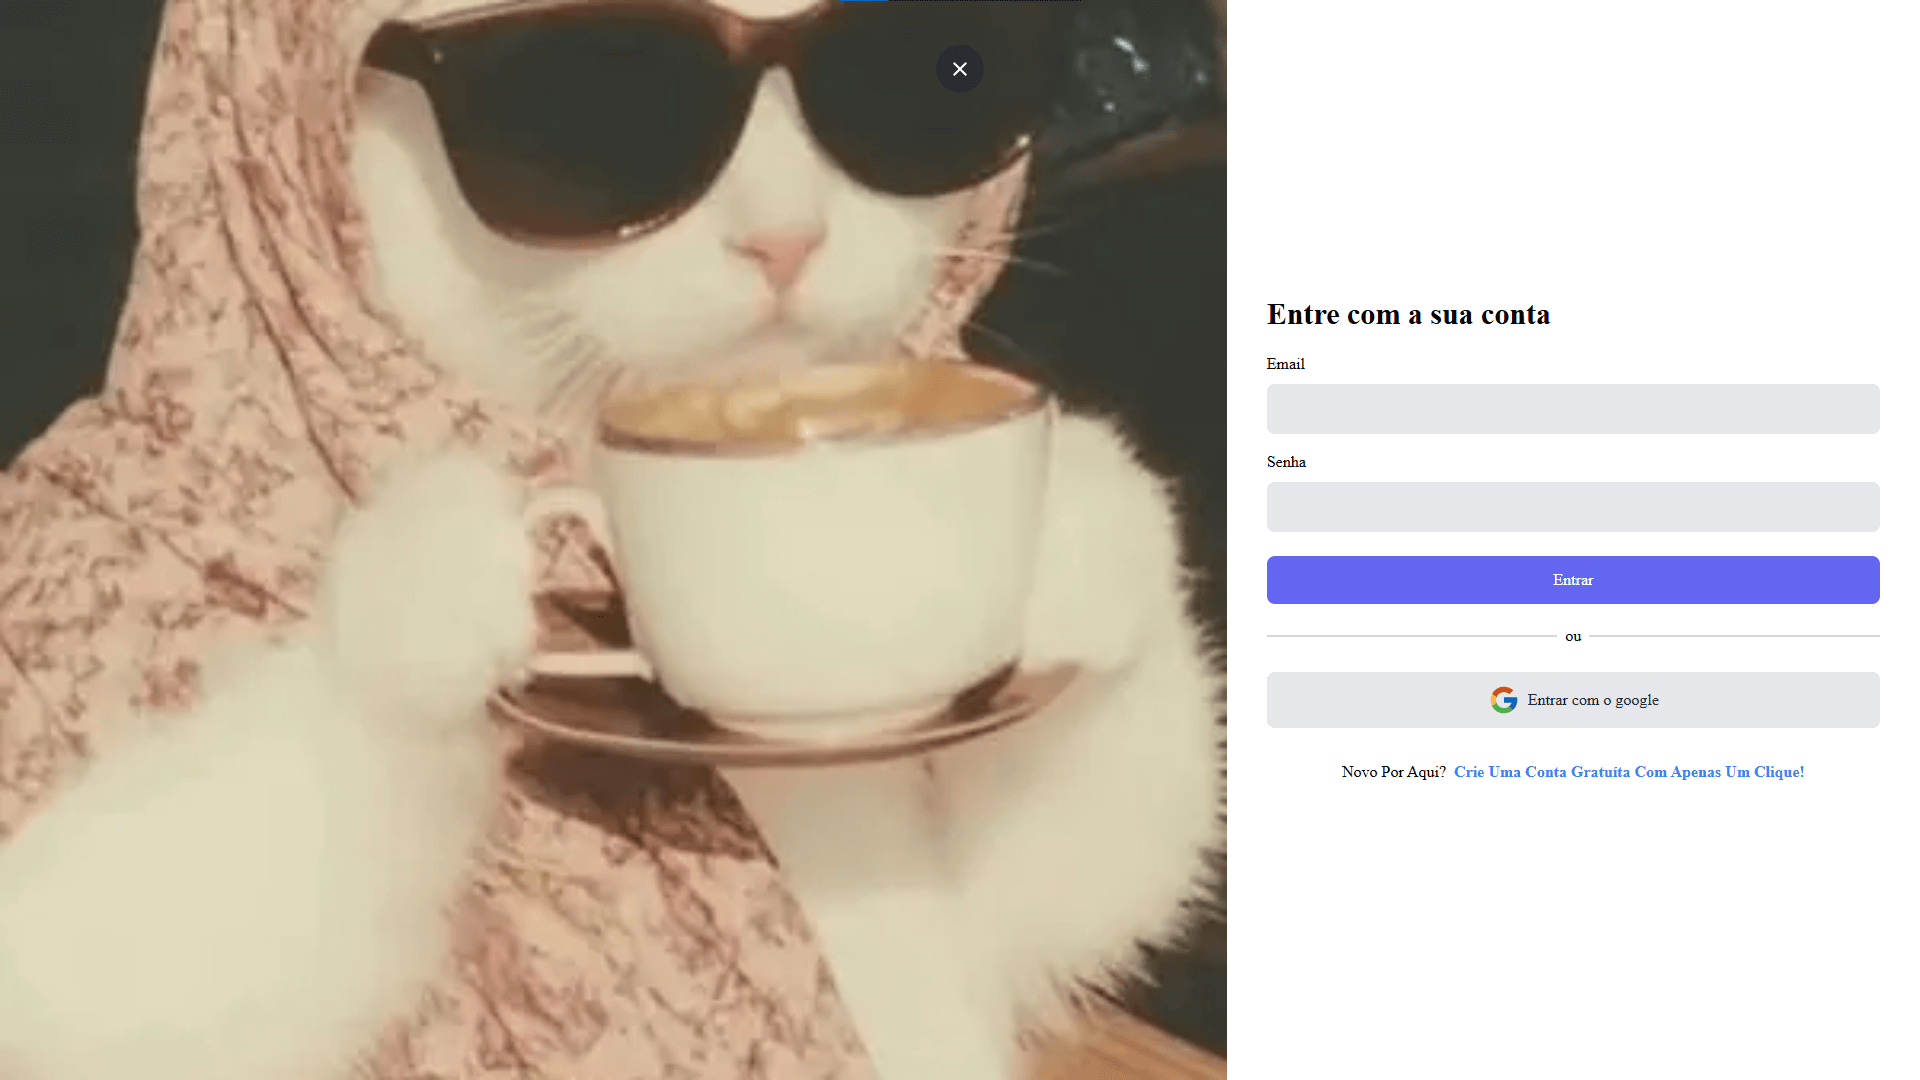 Entre com a sua conta
Email
Senha
Entrar
ou
Entrar com o google
Novo Por Aqui? Crie Uma Conta Gratuíta Com Apenas Um Clique!